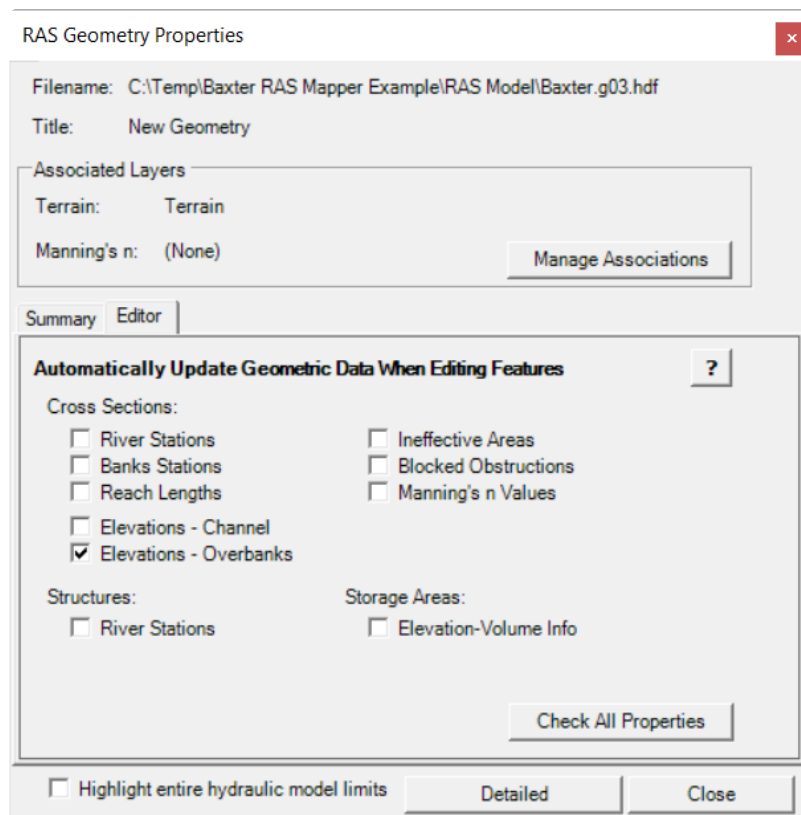 RAS Geometry Properties
×
Filename: C:\Temp\Baxter RAS Mapper Example\RAS Model\Baxter.g03.hdf
Title: New Geometry
Associated Layers
Terrain: Terrain
Manning's n: (None)
Manage Associations
Summary Editor
Automatically Update Geometric Data When Editing Features ?
Cross Sections:
River Stations Ineffective Areas
Banks Stations Blocked Obstructions
Reach Lengths Manning's n Values
Elevations - Channel
Elevations - Overbanks
Structures: Storage Areas:
River Stations Elevation-Volume Info
Check All Properties
Highlight entire hydraulic model limits Detailed Close